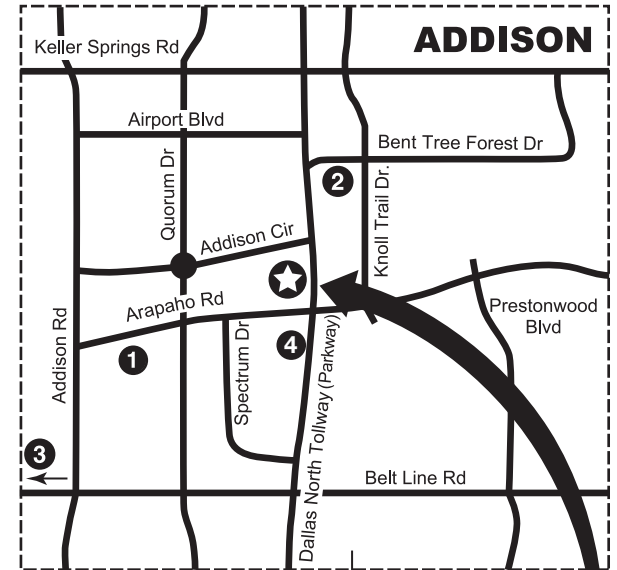 ADDISON
Keller Springs Rd
Airport Blvd
Bent Tree Forest Dr
2
Quorum Dr
Knoll Trail Dr.
Addison Cir
Arapaho Rd
Prestonwood
Blvd
Addison Rd
1
4
Spectrum Dr
Dallas North Tollway (Parkway)
3
Belt Line Rd